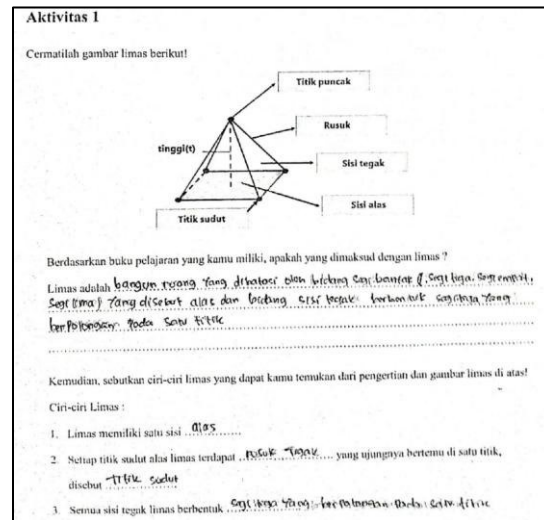 Aktivitas 1
Cermatilah gambar limas berikut!
Titik puncak
Rusuk
tinggi(t)
Sisi tegak
Sisi alas
Titik sudut
Berdasarkan buku pelajaran yang kamu miliki, apakah yang dimaksud dengan limas ?
Limas adalah bangun ruang yang dibatasi oleh bidang segi banyak (segi tiga, segi empat,
segi lima) yang disebut alas dan bidang sisi tegak berbentuk segitiga yang
berpotongan pada satu titik
Kemudian, sebutkan ciri-ciri limas yang dapat kamu temukan dari pengertian dan gambar limas di atas!
Ciri-ciri Limas :
1. Limas memiliki satu sisi alas
2. Setiap titik sudut alas limas terdapat rusuk tegak yang ujungnya bertemu di satu titik,
disebut titik sudut
3. Semua sisi tegak limas berbentuk segitiga yang berpotongan pada satu titik